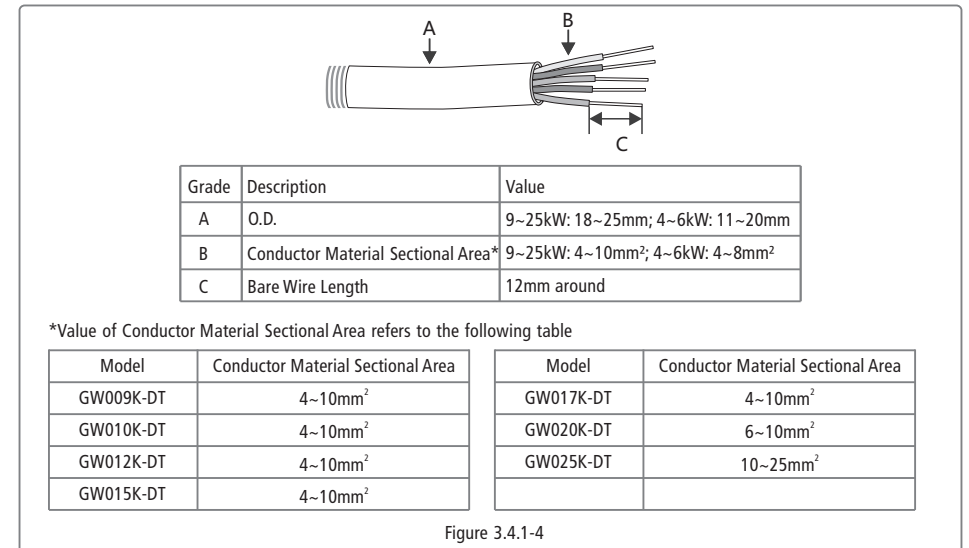 A
B
C
Grade Description Value
A O.D. 9~25kW: 18~25mm; 4~6kW: 11~20mm
B Conductor Material Sectional Area* 9~25kW: 4~10mm²; 4~6kW: 4~8mm²
C Bare Wire Length 12mm around
*Value of Conductor Material Sectional Area refers to the following table
Model Conductor Material Sectional Area Model Conductor Material Sectional Area
GW009K-DT 4~10mm² GW017K-DT 4~10mm²
GW010K-DT 4~10mm² GW020K-DT 6~10mm²
GW012K-DT 4~10mm² GW025K-DT 10~25mm²
GW015K-DT 4~10mm²
Figure 3.4.1-4